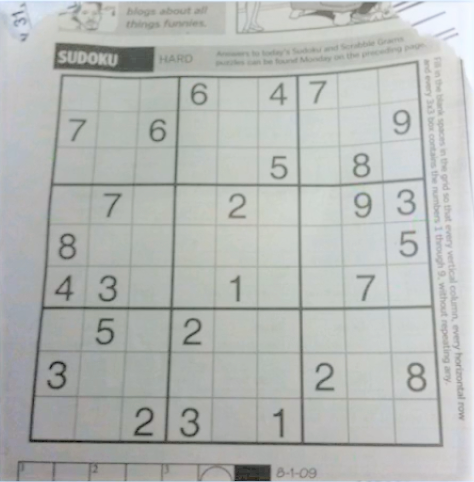 blogs about all
things funnies.
SUDOKU HARD
Answers to today's Sudoku and Scrabble Grams
puzzles can be found Monday on the preceding page.
6 4 7
7 6 9
5 8
7 2 9 3
8 5
4 3 1 7
5 2
3 2 8
2 3 1
Fill in the blank spaces in the grid so that every vertical column, every horizontal row
and every 3x3 box contains the numbers 1 through 9, without repeating any.
1 2 3
8-1-09